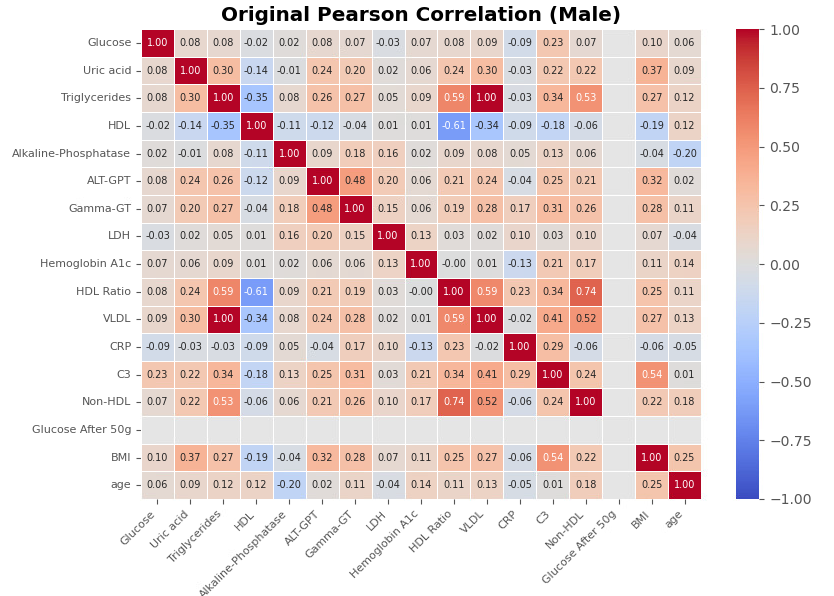 Original Pearson Correlation (Male)
Glucose 1.00 0.08 0.08 -0.02 0.02 0.08 0.07 -0.03 0.07 0.08 0.09 -0.09 0.23 0.07 0.10 0.06
Uric acid 0.08 1.00 0.30 -0.14 -0.01 0.24 0.20 0.02 0.06 0.24 0.30 -0.03 0.22 0.22 0.37 0.09
Triglycerides 0.08 0.30 1.00 -0.35 0.08 0.26 0.27 0.05 0.09 0.59 1.00 -0.03 0.34 0.53 0.27 0.12
HDL -0.02 -0.14 -0.35 1.00 -0.11 -0.12 -0.04 0.01 0.01 -0.61 -0.34 -0.09 -0.18 -0.06 -0.19 0.12
Alkaline-Phosphatase 0.02 -0.01 0.08 -0.11 1.00 0.09 0.18 0.16 0.02 0.09 0.08 0.05 0.13 0.06 -0.04 -0.20
ALT-GPT 0.08 0.24 0.26 -0.12 0.09 1.00 0.48 0.20 0.06 0.21 0.24 -0.04 0.25 0.21 0.32 0.02
Gamma-GT 0.07 0.20 0.27 -0.04 0.18 0.48 1.00 0.15 0.06 0.19 0.28 0.17 0.31 0.26 0.28 0.11
LDH -0.03 0.02 0.05 0.01 0.16 0.20 0.15 1.00 0.13 0.03 0.02 0.10 0.03 0.10 0.07 -0.04
Hemoglobin A1c 0.07 0.06 0.09 0.01 0.02 0.06 0.06 0.13 1.00 -0.00 0.01 -0.13 0.21 0.17 0.11 0.14
HDL Ratio 0.08 0.24 0.59 -0.61 0.09 0.21 0.19 0.03 -0.00 1.00 0.59 0.23 0.34 0.74 0.25 0.11
VLDL 0.09 0.30 1.00 -0.34 0.08 0.24 0.28 0.02 0.01 0.59 1.00 -0.02 0.41 0.52 0.27 0.13
CRP -0.09 -0.03 -0.03 -0.09 0.05 -0.04 0.17 0.10 -0.13 0.23 -0.02 1.00 0.29 -0.06 -0.06 -0.05
C3 0.23 0.22 0.34 -0.18 0.13 0.25 0.31 0.03 0.21 0.34 0.41 0.29 1.00 0.24 0.54 0.01
Non-HDL 0.07 0.22 0.53 -0.06 0.06 0.21 0.26 0.10 0.17 0.74 0.52 -0.06 0.24 1.00 0.22 0.18
Glucose After 50g
BMI 0.10 0.37 0.27 -0.19 -0.04 0.32 0.28 0.07 0.11 0.25 0.27 -0.06 0.54 0.22 1.00 0.25
age 0.06 0.09 0.12 0.12 -0.20 0.02 0.11 -0.04 0.14 0.11 0.13 -0.05 0.01 0.18 0.25 1.00
Glucose
Uric acid
Triglycerides
HDL
Alkaline-Phosphatase
ALT-GPT
Gamma-GT
LDH
Hemoglobin A1c
HDL Ratio
VLDL
CRP
C3
Non-HDL
Glucose After 50g
BMI
age
1.00
0.75
0.50
0.25
0.00
−0.25
−0.50
−0.75
−1.00